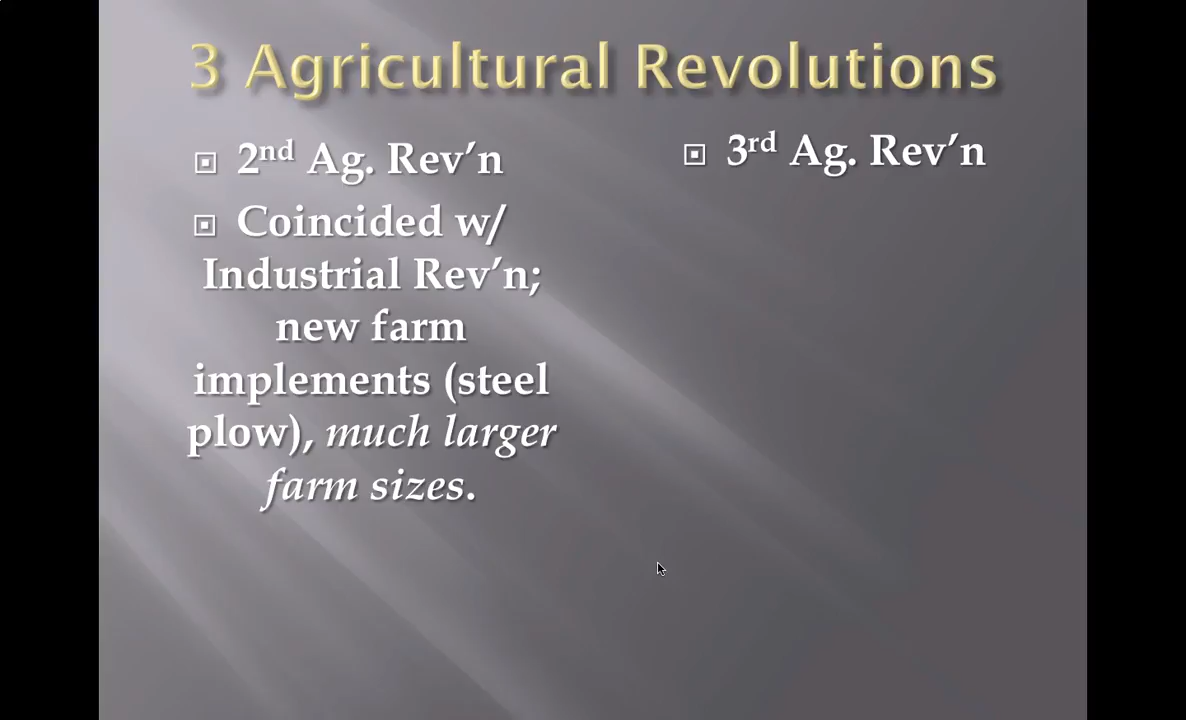 3 Agricultural Revolutions
2nd Ag. Rev’n
Coincided w/
Industrial Rev’n;
new farm
implements (steel
plow), much larger
farm sizes.
3rd Ag. Rev’n